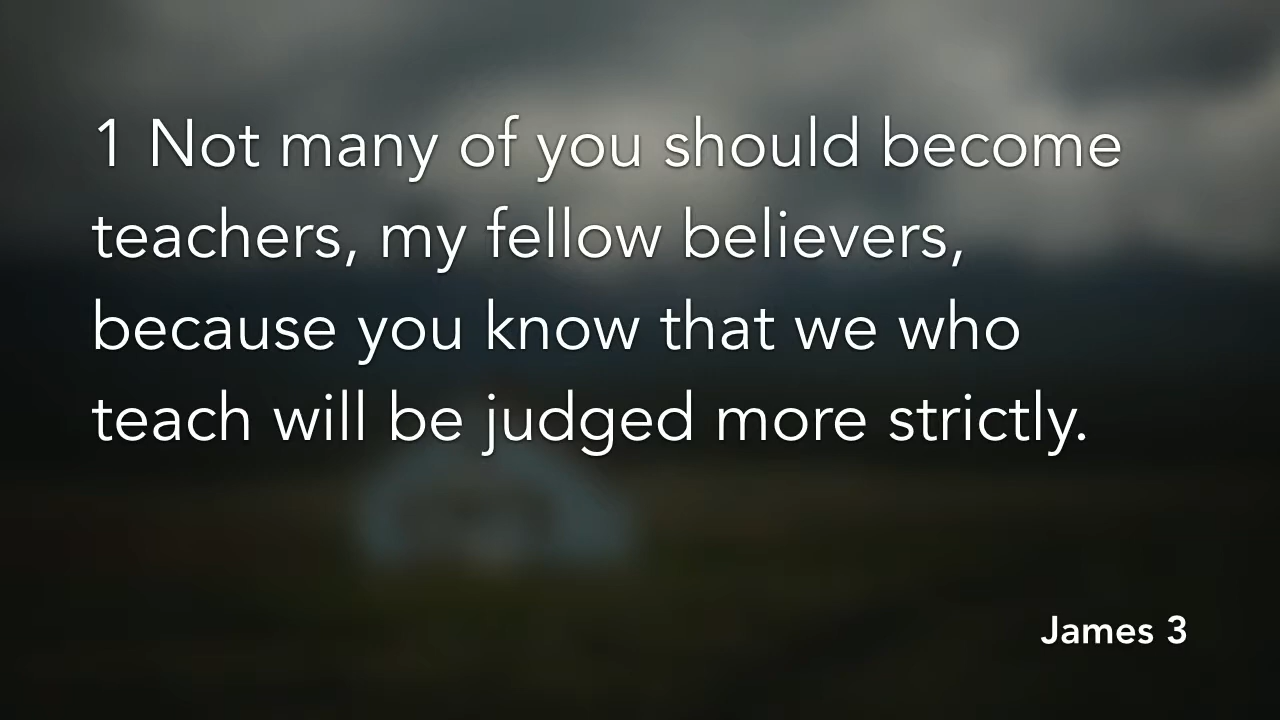 1 Not many of you should become
teachers, my fellow believers,
because you know that we who
teach will be judged more strictly.
James 3